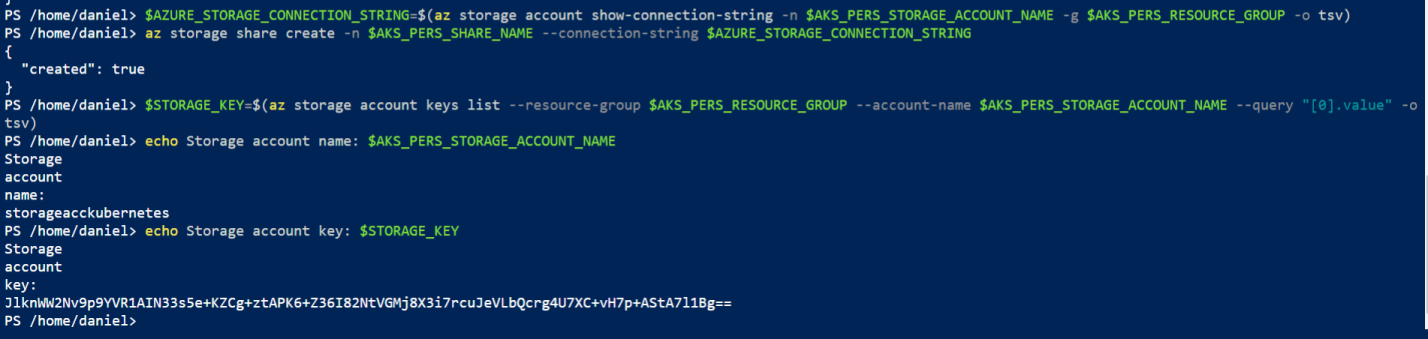 }
PS /home/daniel> $AZURE_STORAGE_CONNECTION_STRING=$(az storage account show-connection-string -n $AKS_PERS_STORAGE_ACCOUNT_NAME -g $AKS_PERS_RESOURCE_GROUP -o tsv)
PS /home/daniel> az storage share create -n $AKS_PERS_SHARE_NAME --connection-string $AZURE_STORAGE_CONNECTION_STRING
{
  "created": true
}
PS /home/daniel> $STORAGE_KEY=$(az storage account keys list --resource-group $AKS_PERS_RESOURCE_GROUP --account-name $AKS_PERS_STORAGE_ACCOUNT_NAME --query "[0].value" -o
tsv)
PS /home/daniel> echo Storage account name: $AKS_PERS_STORAGE_ACCOUNT_NAME
Storage
account
name:
storageacckubernetes
PS /home/daniel> echo Storage account key: $STORAGE_KEY
Storage
account
key:
JlknWW2Nv9p9YVR1AIN33s5e+KZCg+ztAPK6+Z36I82NtVGMj8X3i7rcuJeVLbQcrg4U7XC+vH7p+AStA7l1Bg==
PS /home/daniel>